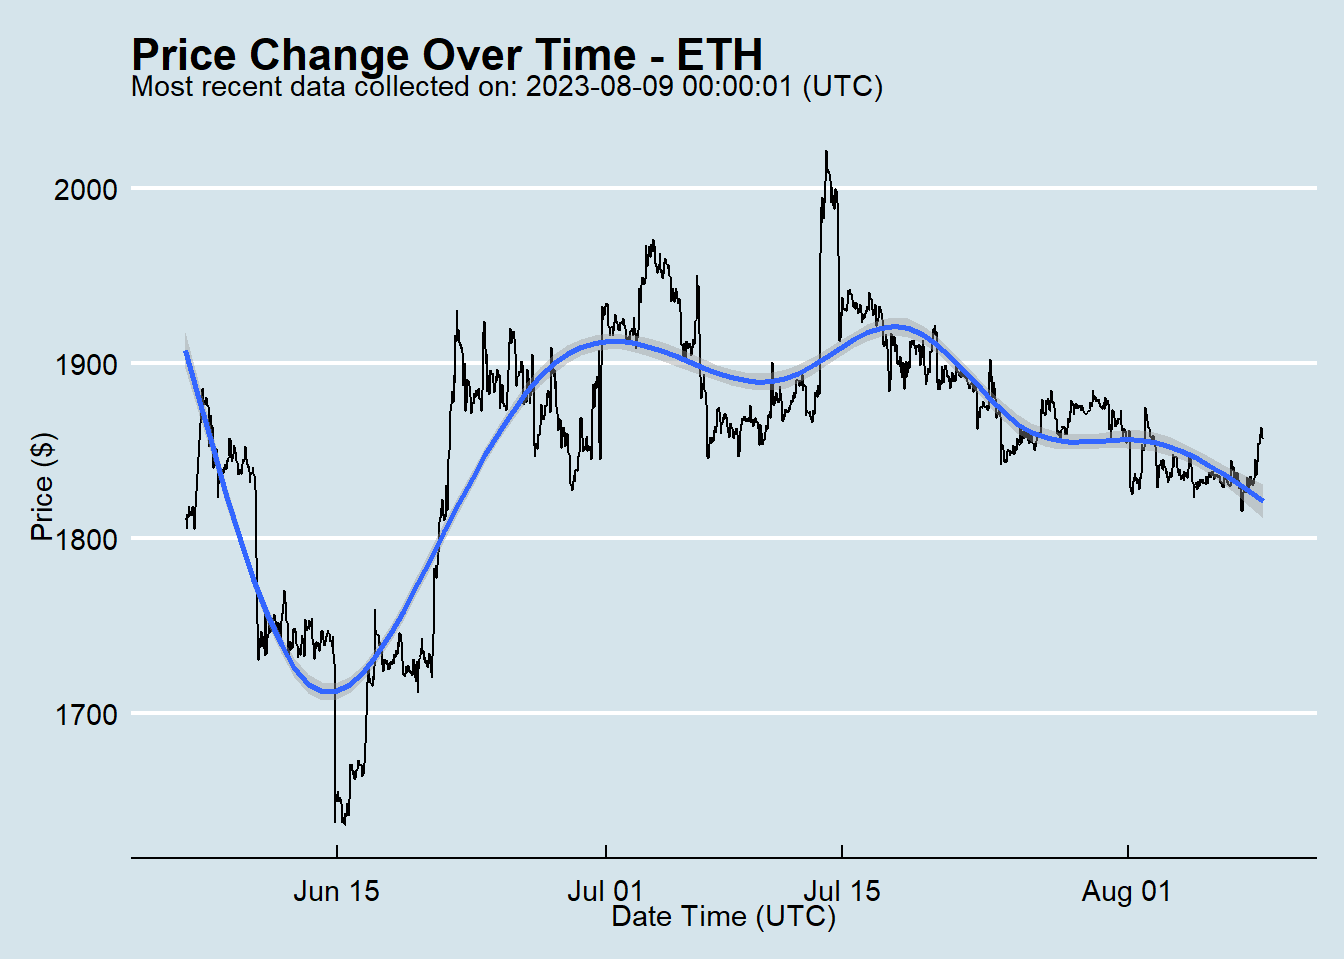 Price Change Over Time - ETH
Most recent data collected on: 2023-08-09 00:00:01 (UTC)
2000
1900
1800
1700
Price ($)
Jun 15
Jul 01
Jul 15
Aug 01
Date Time (UTC)